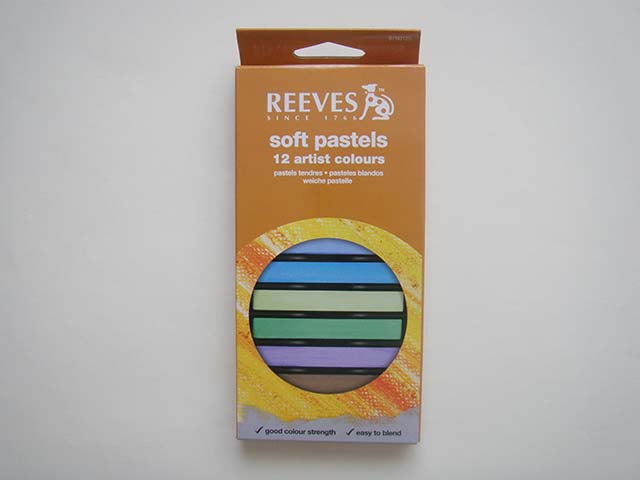 REEVES™
SINCE 1766
soft pastels
12 artist colours
pastels tendres • pasteles blandos
weiche pastelle
✓ good colour strength ✓ easy to blend